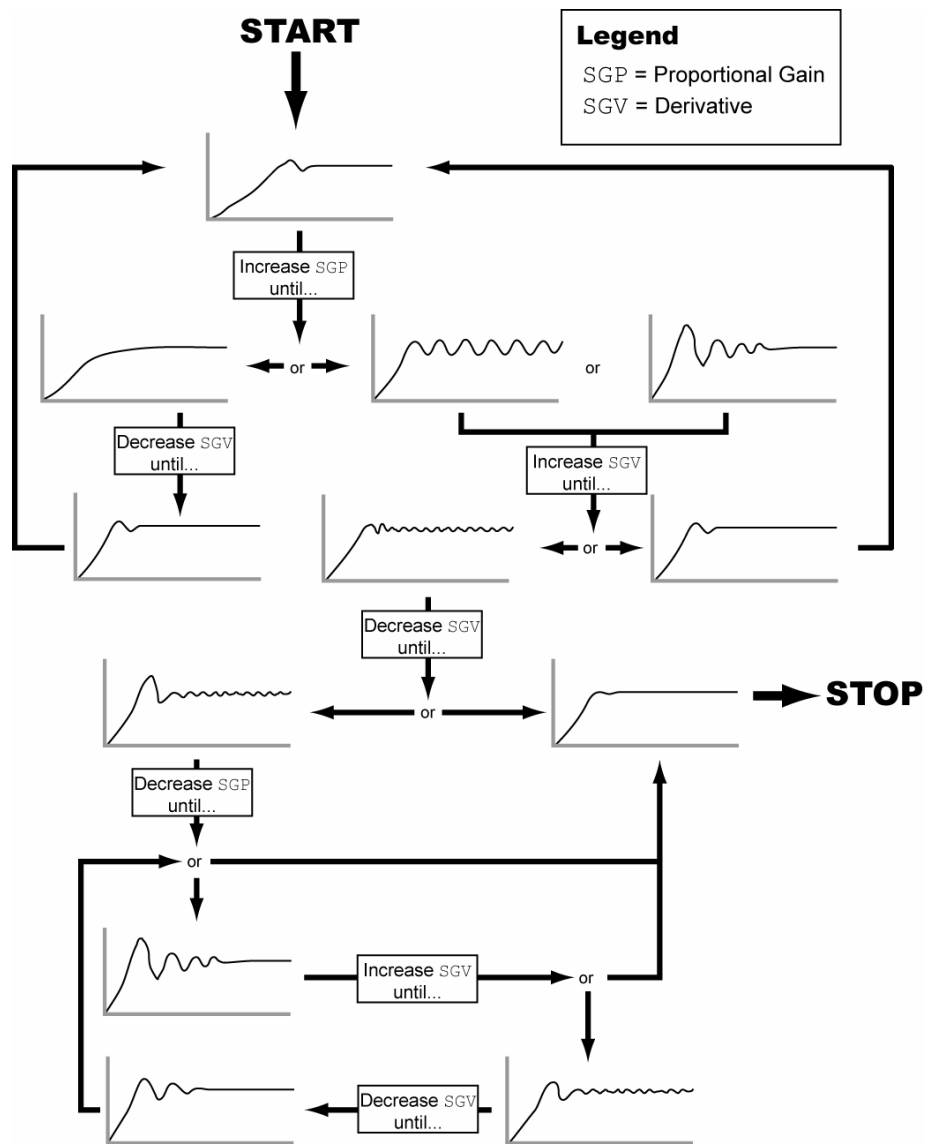 START
Legend
SGP = Proportional Gain
SGV = Derivative
Increase SGP
until...
or
or
Decrease SGV
until...
Increase SGV
until...
or
Decrease SGV
until...
or
STOP
Decrease SGP
until...
or
Increase SGV
until...
or
Decrease SGV
until...